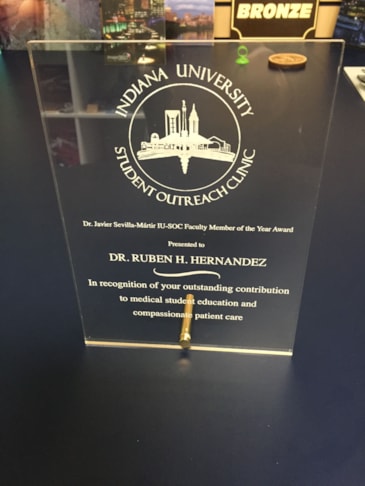 BRONZE
INDIANA UNIVERSITY
STUDENT OUTREACH CLINIC
Dr. Javier Sevilla-Mártir IU-SOC Faculty Member of the Year Award
Presented to
DR. RUBEN H. HERNANDEZ
In recognition of your outstanding contribution
to medical student education and
compassionate patient care